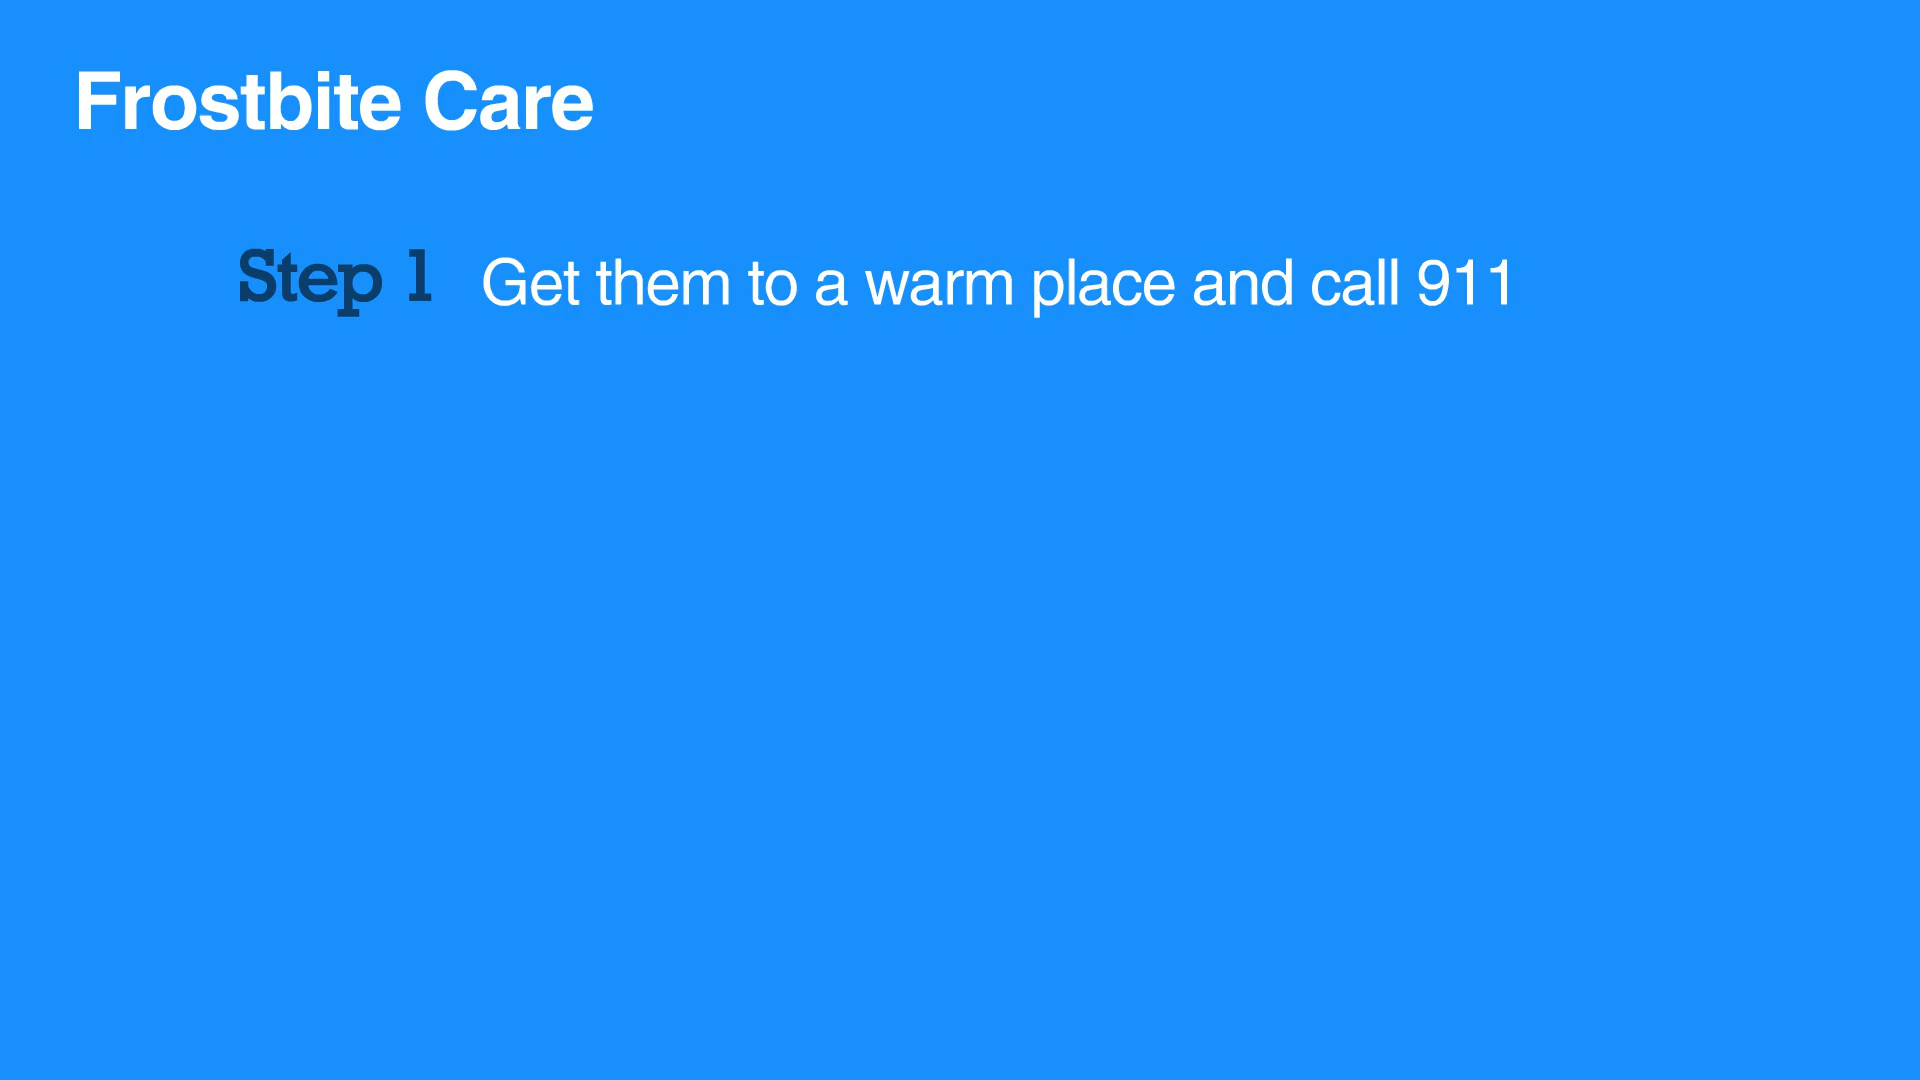 Frostbite Care
Step 1 Get them to a warm place and call 911